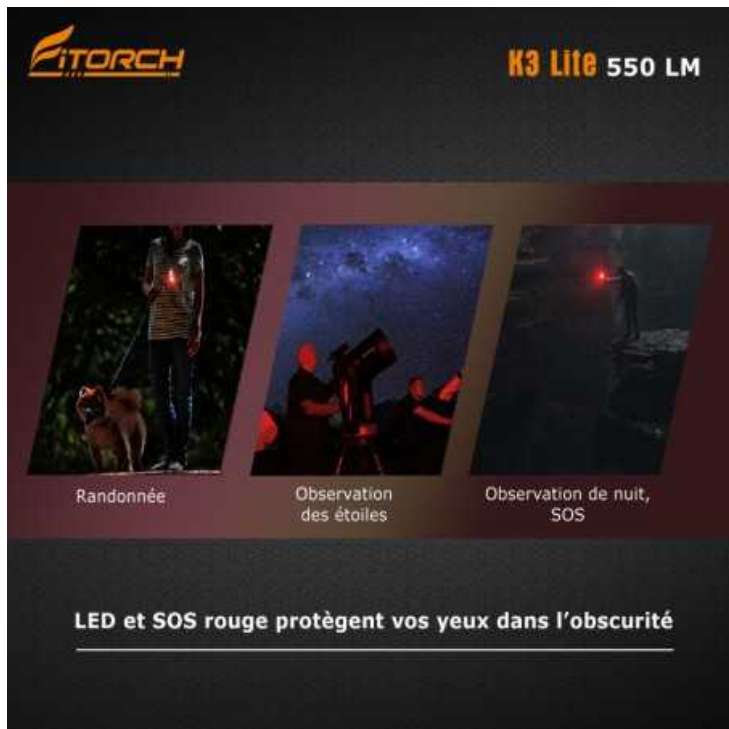 FiTORCH
K3 Lite 550 LM
Randonnée
Observation
des étoiles
Observation de nuit,
SOS
LED et SOS rouge protègent vos yeux dans l'obscurité